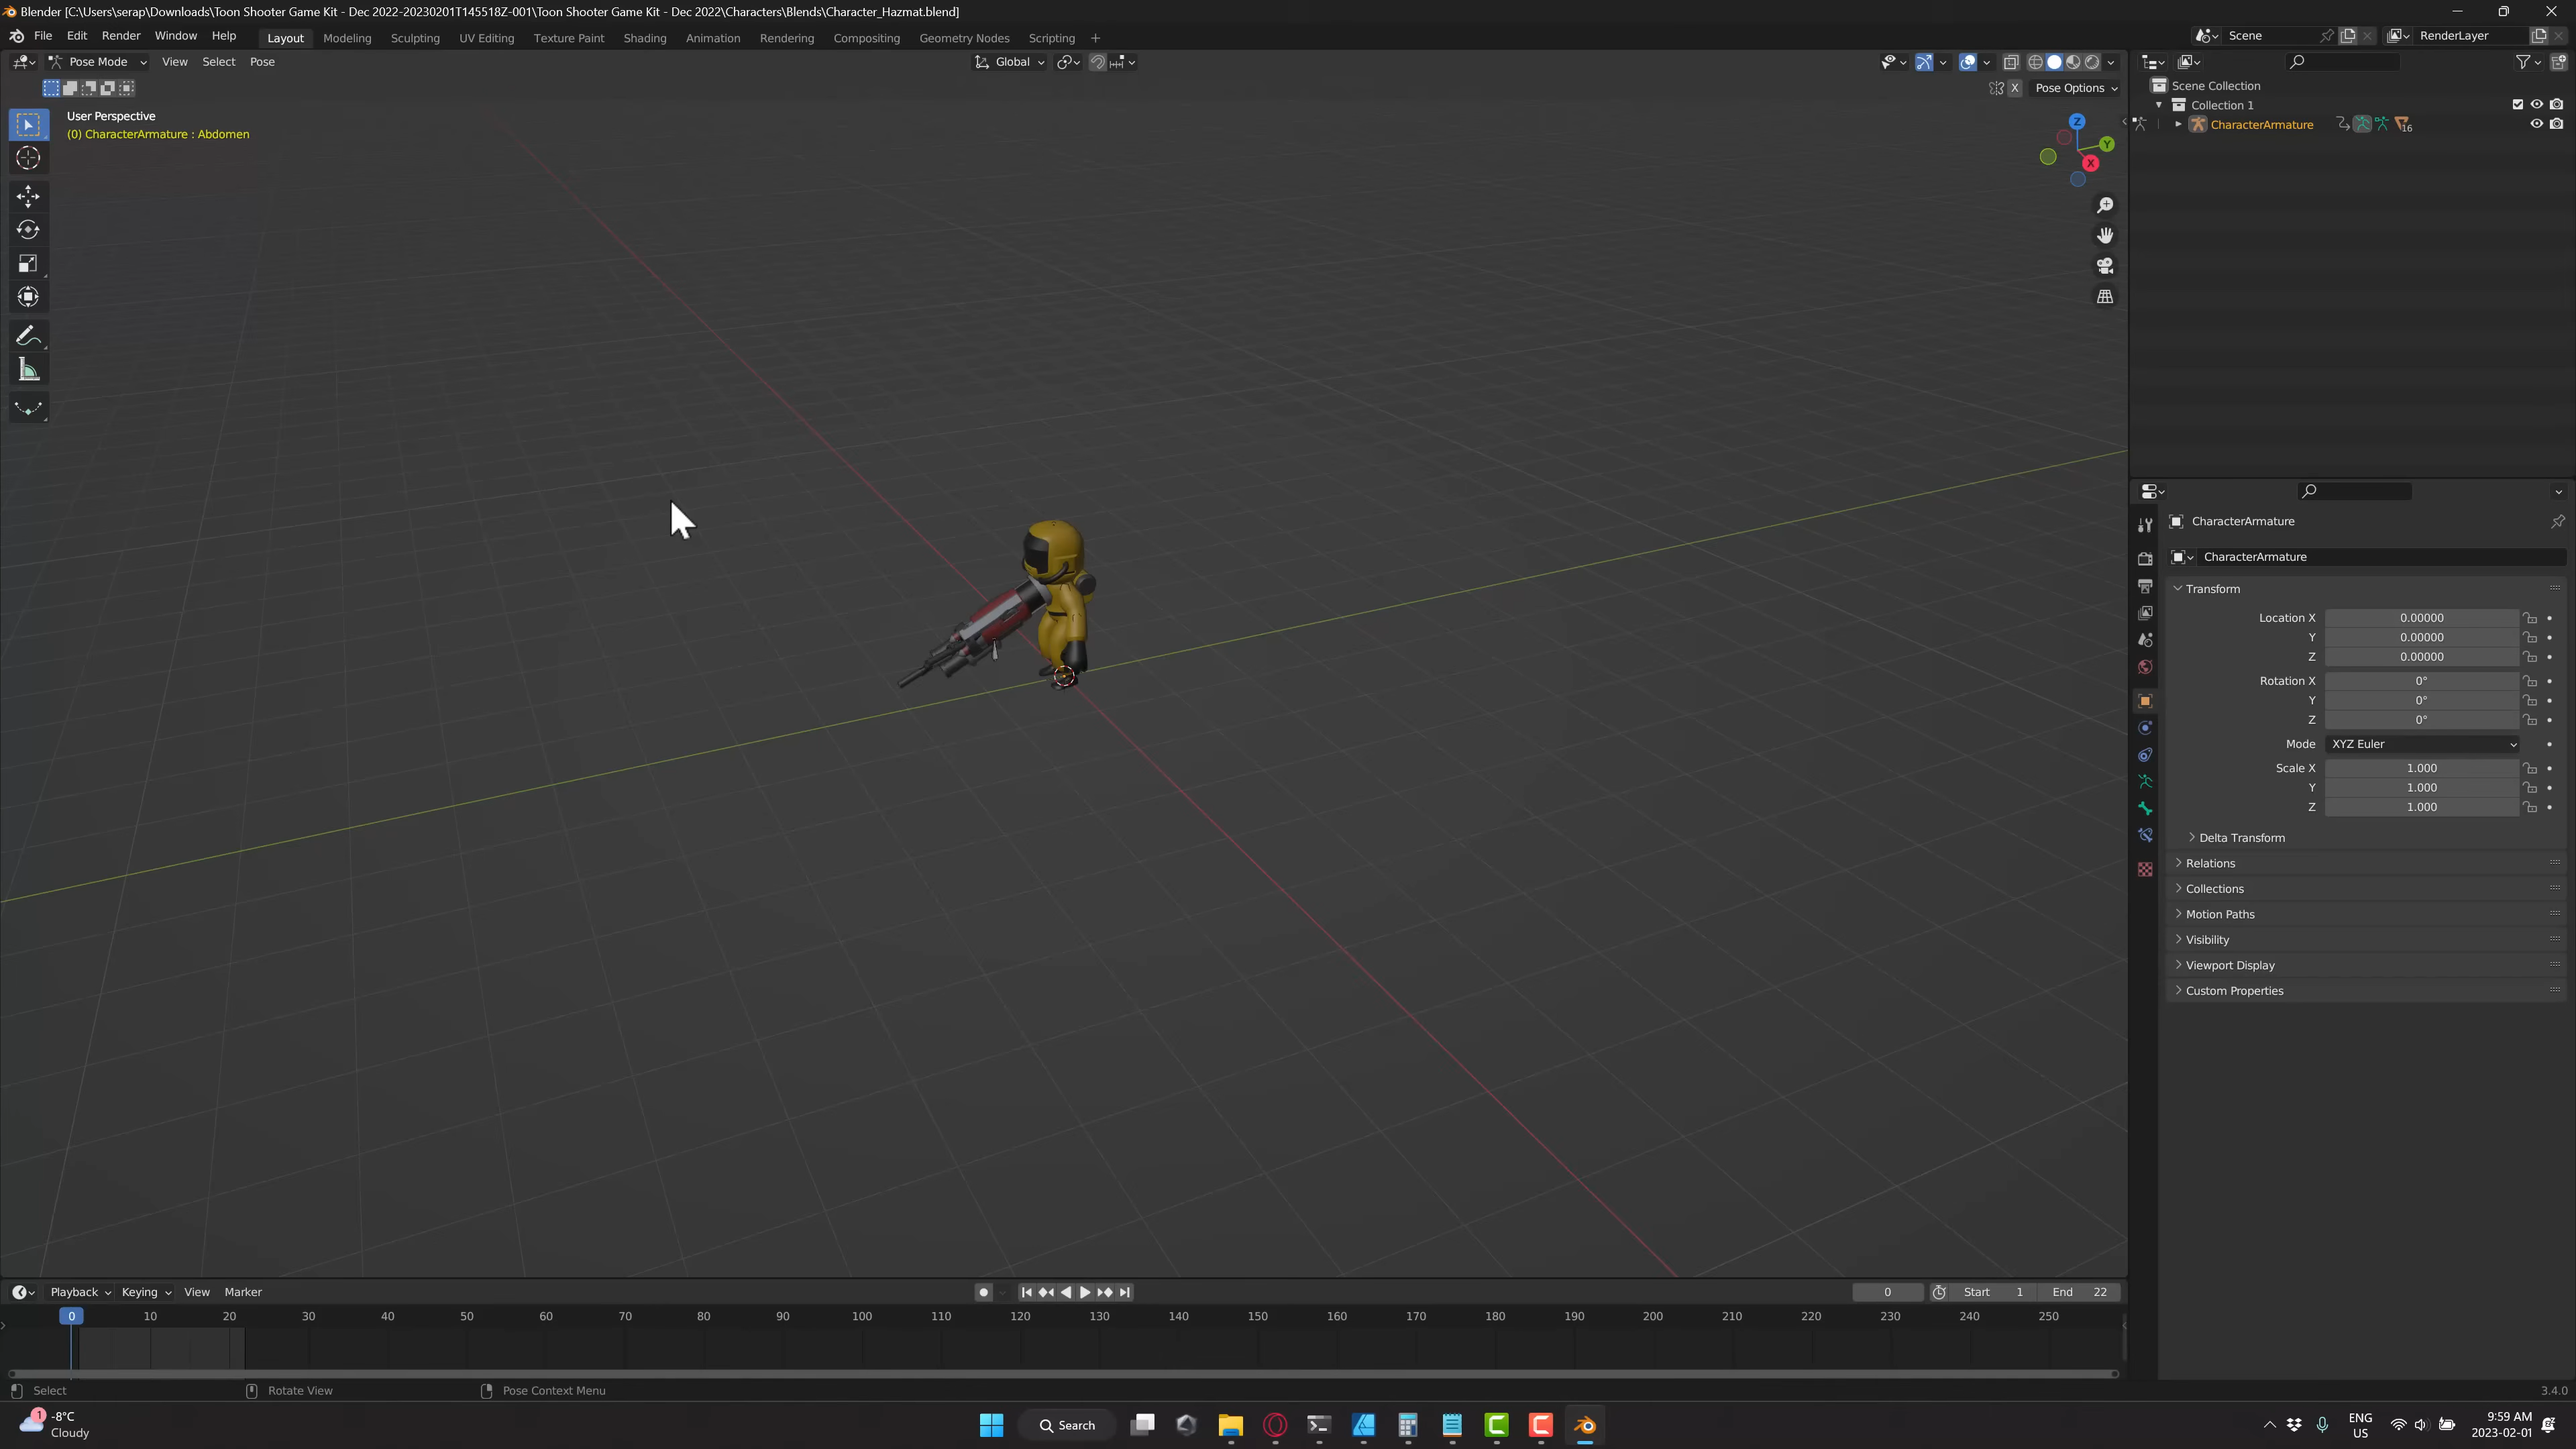 Blender [C:\Users\serap\Downloads\Toon Shooter Game Kit - Dec 2022-20230201T145518Z-001\Toon Shooter Game Kit - Dec 2022\Characters\Blends\Character_Hazmat.blend]
File Edit Render Window Help Layout Modeling Sculpting UV Editing Texture Paint Shading Animation Rendering Compositing Geometry Nodes Scripting + Scene RenderLayer
Pose Mode View Select Pose Global
X Pose Options
User Perspective
(0) CharacterArmature : Abdomen
Z
Y
X
Scene Collection
Collection 1
CharacterArmature 16
CharacterArmature
CharacterArmature
Transform
Location X 0.00000
Y 0.00000
Z 0.00000
Rotation X 0°
Y 0°
Z 0°
Mode XYZ Euler
Scale X 1.000
Y 1.000
Z 1.000
Delta Transform
Relations
Collections
Motion Paths
Visibility
Viewport Display
Custom Properties
Playback Keying View Marker 0 Start 1 End 22
0 10 20 30 40 50 60 70 80 90 100 110 120 130 140 150 160 170 180 190 200 210 220 230 240 250
Select Rotate View Pose Context Menu 3.4.0
1 -8°C
Cloudy
Search
ENG
US
9:59 AM
2023-02-01